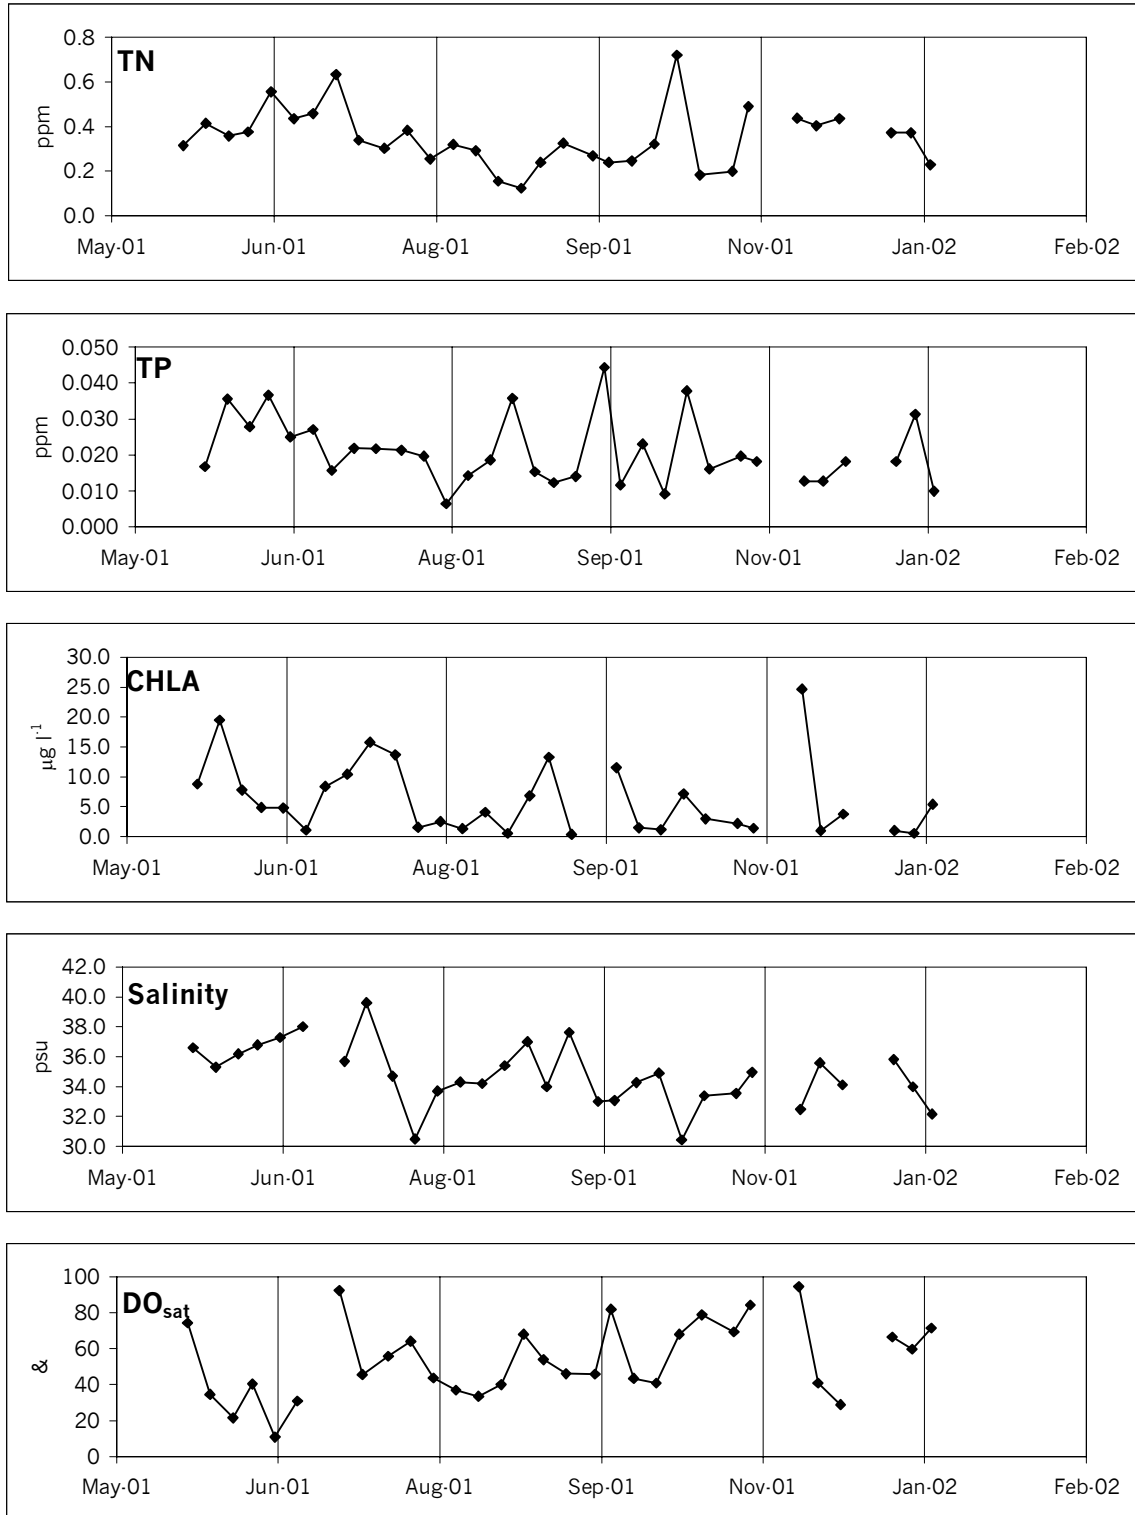 TN
ppm
0.8
0.6
0.4
0.2
0.0
May-01 Jun-01 Aug-01 Sep-01 Nov-01 Jan-02 Feb-02
TP
ppm
0.050
0.040
0.030
0.020
0.010
0.000
May-01 Jun-01 Aug-01 Sep-01 Nov-01 Jan-02 Feb-02
CHLA
µg l-1
30.0
25.0
20.0
15.0
10.0
5.0
0.0
May-01 Jun-01 Aug-01 Sep-01 Nov-01 Jan-02 Feb-02
Salinity
psu
42.0
40.0
38.0
36.0
34.0
32.0
30.0
May-01 Jun-01 Aug-01 Sep-01 Nov-01 Jan-02 Feb-02
DOsat
&
100
80
60
40
20
0
May-01 Jun-01 Aug-01 Sep-01 Nov-01 Jan-02 Feb-02